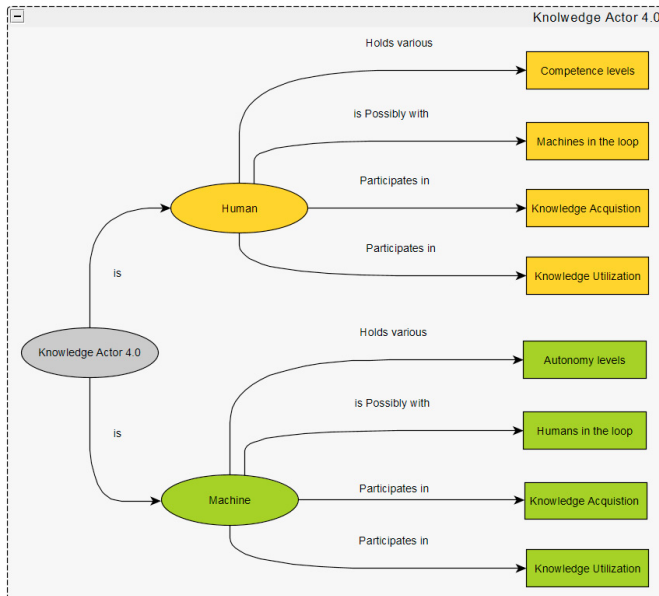 Knolwedge Actor 4.0
Holds various
Competence levels
is Possibly with
Machines in the loop
Participates in
Human
Knowledge Acquistion
Participates in
Knowledge Utilization
is
Knowledge Actor 4.0
Holds various
Autonomy levels
is Possibly with
Humans in the loop
is
Participates in
Machine
Knowledge Acquistion
Participates in
Knowledge Utilization